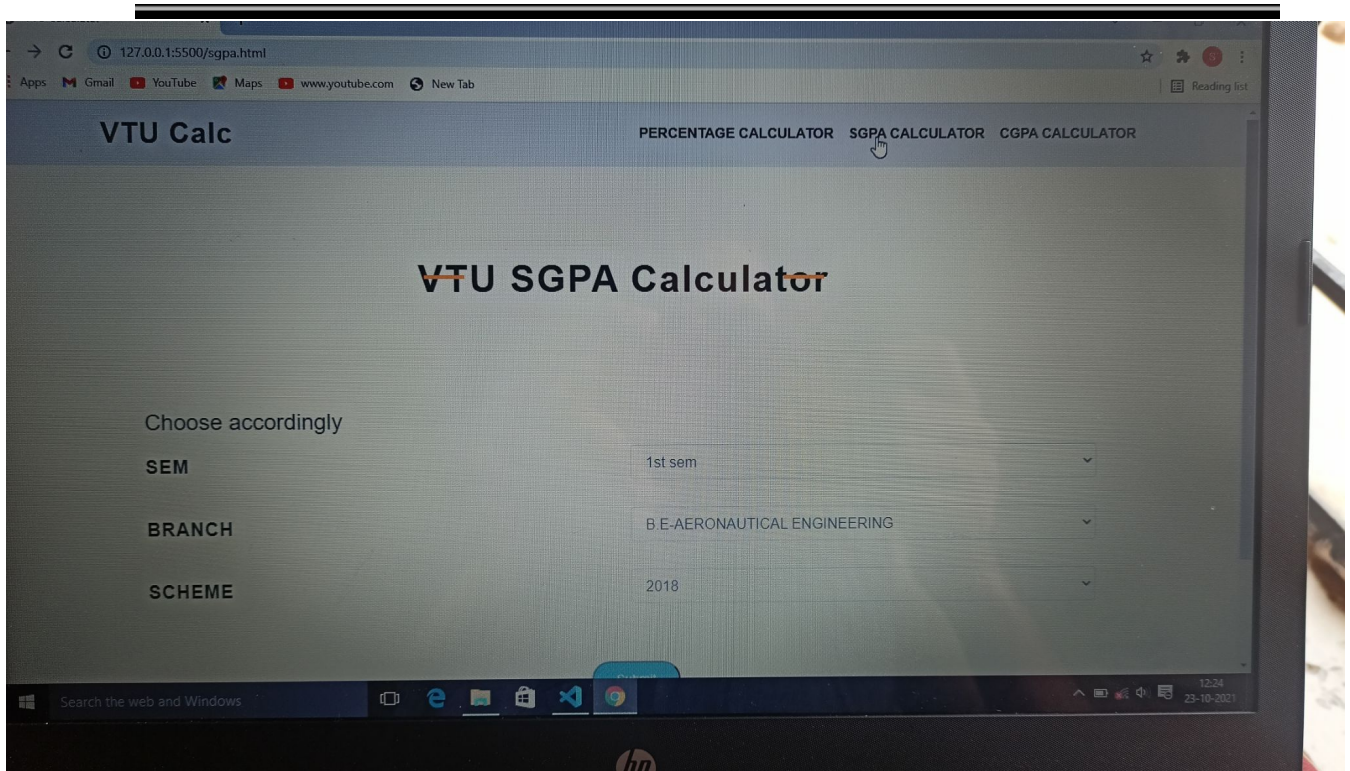 127.0.0.1:5500/sgpa.html
Apps Gmail YouTube Maps www.youtube.com New Tab Reading list
VTU Calc PERCENTAGE CALCULATOR SGPA CALCULATOR CGPA CALCULATOR
VTU SGPA Calculator
Choose accordingly
SEM 1st sem
BRANCH B.E-AERONAUTICAL ENGINEERING
SCHEME 2018
Search the web and Windows
12:24
23-10-2021
hp